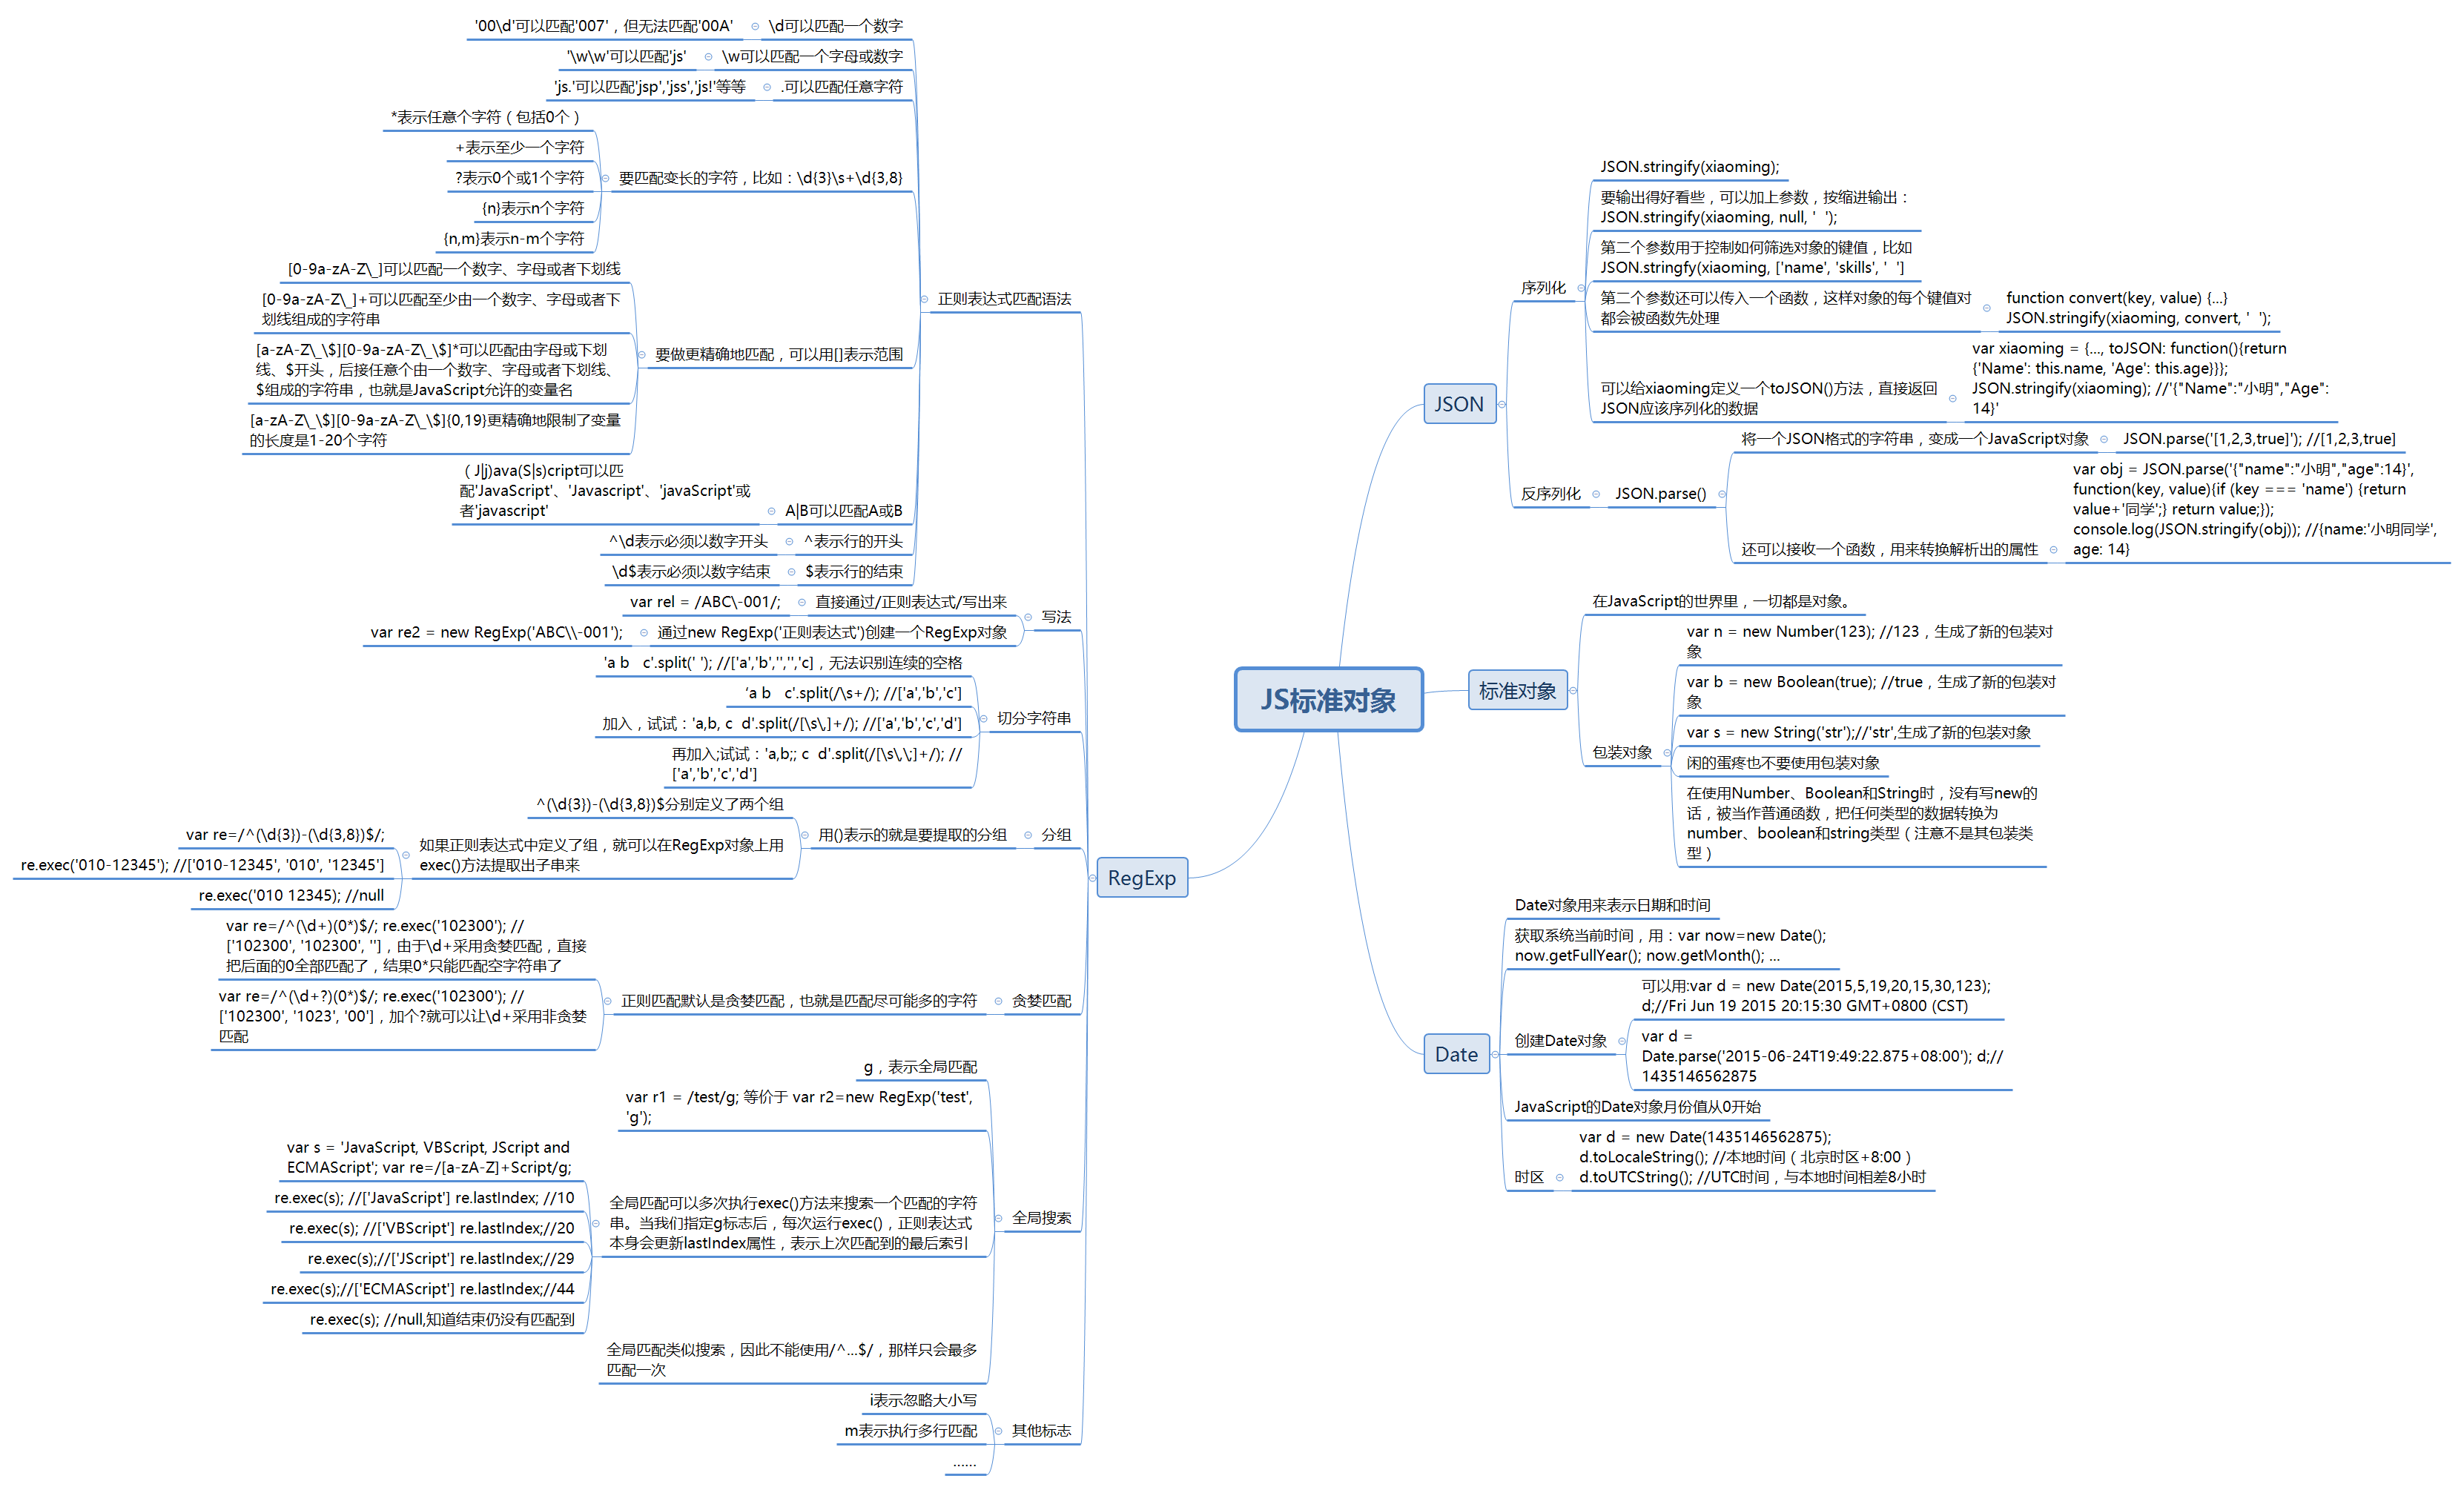 JS标准对象
JSON
序列化
JSON.stringify(xiaoming);
要输出得好看些，可以加上参数，按缩进输出：
JSON.stringify(xiaoming, null, '  ');
第二个参数用于控制如何筛选对象的键值，比如
JSON.stringfy(xiaoming, ['name', 'skills', '  ']
第二个参数还可以传入一个函数，这样对象的每个键值对
都会被函数先处理
function convert(key, value) {...}
JSON.stringify(xiaoming, convert, '  ');
可以给xiaoming定义一个toJSON()方法，直接返回
JSON应该序列化的数据
var xiaoming = {..., toJSON: function(){return
{'Name': this.name, 'Age': this.age}}};
JSON.stringify(xiaoming); //'{"Name":"小明","Age":
14}'
反序列化
JSON.parse()
将一个JSON格式的字符串，变成一个JavaScript对象
JSON.parse('[1,2,3,true]'); //[1,2,3,true]
还可以接收一个函数，用来转换解析出的属性
var obj = JSON.parse('{"name":"小明","age":14}',
function(key, value){if (key === 'name') {return
value+'同学';} return value;});
console.log(JSON.stringify(obj)); //{name:'小明同学',
age: 14}
标准对象
在JavaScript的世界里，一切都是对象。
包装对象
var n = new Number(123); //123，生成了新的包装对
象
var b = new Boolean(true); //true，生成了新的包装对
象
var s = new String('str');//'str',生成了新的包装对象
闲的蛋疼也不要使用包装对象
在使用Number、Boolean和String时，没有写new的
话，被当作普通函数，把任何类型的数据转换为
number、boolean和string类型（注意不是其包装类
型）
Date
Date对象用来表示日期和时间
获取系统当前时间，用：var now=new Date();
now.getFullYear(); now.getMonth(); ...
创建Date对象
可以用:var d = new Date(2015,5,19,20,15,30,123);
d;//Fri Jun 19 2015 20:15:30 GMT+0800 (CST)
var d =
Date.parse('2015-06-24T19:49:22.875+08:00'); d;//
1435146562875
JavaScript的Date对象月份值从0开始
时区
var d = new Date(1435146562875);
d.toLocaleString(); //本地时间（北京时区+8:00）
d.toUTCString(); //UTC时间，与本地时间相差8小时
RegExp
正则表达式匹配语法
\d可以匹配一个数字
'00\d'可以匹配'007'，但无法匹配'00A'
\w可以匹配一个字母或数字
'\w\w'可以匹配'js'
.可以匹配任意字符
'js.'可以匹配'jsp','jss','js!'等等
要匹配变长的字符，比如：\d{3}\s+\d{3,8}
*表示任意个字符（包括0个）
+表示至少一个字符
?表示0个或1个字符
{n}表示n个字符
{n,m}表示n-m个字符
要做更精确地匹配，可以用[]表示范围
[0-9a-zA-Z\_]可以匹配一个数字、字母或者下划线
[0-9a-zA-Z\_]+可以匹配至少由一个数字、字母或者下
划线组成的字符串
[a-zA-Z\_\$][0-9a-zA-Z\_\$]*可以匹配由字母或下划
线、$开头，后接任意个由一个数字、字母或者下划线、
$组成的字符串，也就是JavaScript允许的变量名
[a-zA-Z\_\$][0-9a-zA-Z\_\$]{0,19}更精确地限制了变量
的长度是1-20个字符
A|B可以匹配A或B
（J|j)ava(S|s)cript可以匹
配'JavaScript'、'Javascript'、'javaScript'或
者'javascript'
^表示行的开头
^\d表示必须以数字开头
$表示行的结束
\d$表示必须以数字结束
写法
直接通过/正则表达式/写出来
var rel = /ABC\-001/;
通过new RegExp('正则表达式')创建一个RegExp对象
var re2 = new RegExp('ABC\\-001');
切分字符串
'a b   c'.split(' '); //['a','b','','','c]，无法识别连续的空格
‘a b   c'.split(/\s+/); //['a','b','c']
加入，试试：'a,b, c  d'.split(/[\s\,]+/); //['a','b','c','d']
再加入;试试：'a,b;; c  d'.split(/[\s\,\;]+/); //
['a','b','c','d']
分组
用()表示的就是要提取的分组
^(\d{3})-(\d{3,8})$分别定义了两个组
如果正则表达式中定义了组，就可以在RegExp对象上用
exec()方法提取出子串来
var re=/^(\d{3})-(\d{3,8})$/;
re.exec('010-12345'); //['010-12345', '010', '12345']
re.exec('010 12345); //null
贪婪匹配
正则匹配默认是贪婪匹配，也就是匹配尽可能多的字符
var re=/^(\d+)(0*)$/; re.exec('102300'); //
['102300', '102300', '']，由于\d+采用贪婪匹配，直接
把后面的0全部匹配了，结果0*只能匹配空字符串了
var re=/^(\d+?)(0*)$/; re.exec('102300'); //
['102300', '1023', '00']，加个?就可以让\d+采用非贪婪
匹配
全局搜索
g，表示全局匹配
var r1 = /test/g; 等价于 var r2=new RegExp('test',
'g');
全局匹配可以多次执行exec()方法来搜索一个匹配的字符
串。当我们指定g标志后，每次运行exec()，正则表达式
本身会更新lastIndex属性，表示上次匹配到的最后索引
var s = 'JavaScript, VBScript, JScript and
ECMAScript'; var re=/[a-zA-Z]+Script/g;
re.exec(s); //['JavaScript'] re.lastIndex; //10
re.exec(s); //['VBScript'] re.lastIndex;//20
re.exec(s);//['JScript'] re.lastIndex;//29
re.exec(s);//['ECMAScript'] re.lastIndex;//44
re.exec(s); //null,知道结束仍没有匹配到
全局匹配类似搜索，因此不能使用/^...$/，那样只会最多
匹配一次
其他标志
i表示忽略大小写
m表示执行多行匹配
......